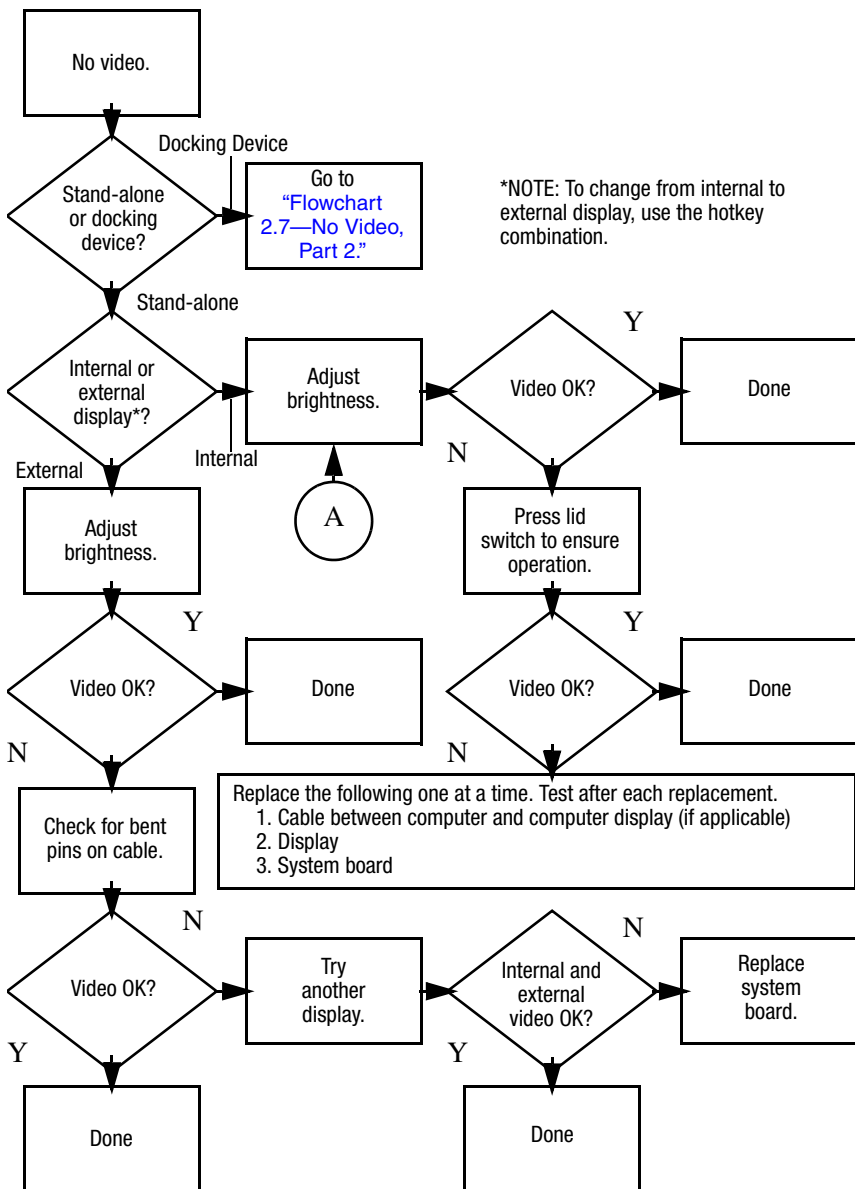 No video.
Docking Device
Stand-alone
or docking
device?
Go to
“Flowchart
2.7—No Video,
Part 2.”
*NOTE: To change from internal to
external display, use the hotkey
combination.
Stand-alone
Internal or
external
display*?
Internal
External
Adjust
brightness.
A
Video OK?
Y
Done
N
Press lid
switch to ensure
operation.
Adjust
brightness.
Video OK?
Y
Done
N
Video OK?
Y
Done
N
Check for bent
pins on cable.
Replace the following one at a time. Test after each replacement.
1. Cable between computer and computer display (if applicable)
2. Display
3. System board
Video OK?
N
Try
another
display.
Internal and
external
video OK?
N
Replace
system
board.
Y
Done
Y
Done